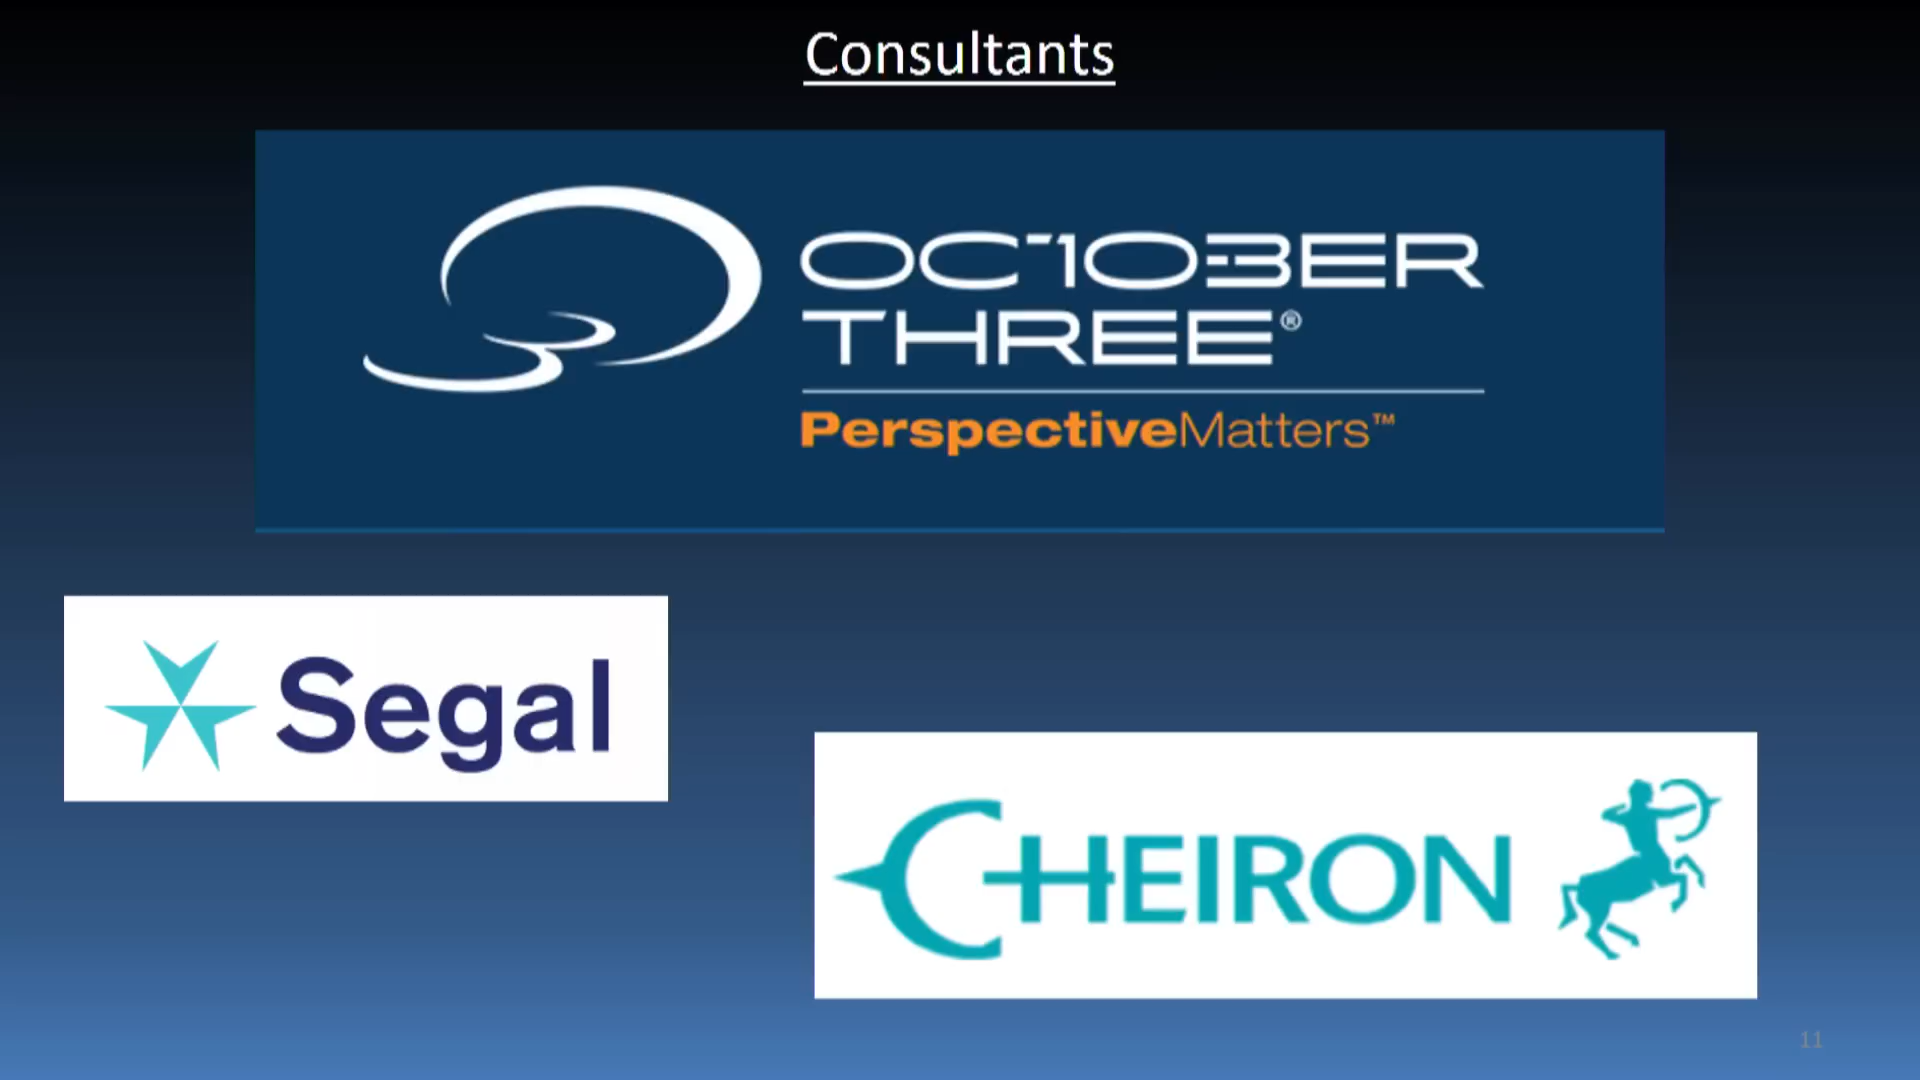 Consultants
OCTOBER
THREE®
PerspectiveMatters™
Segal
CHEIRON
11